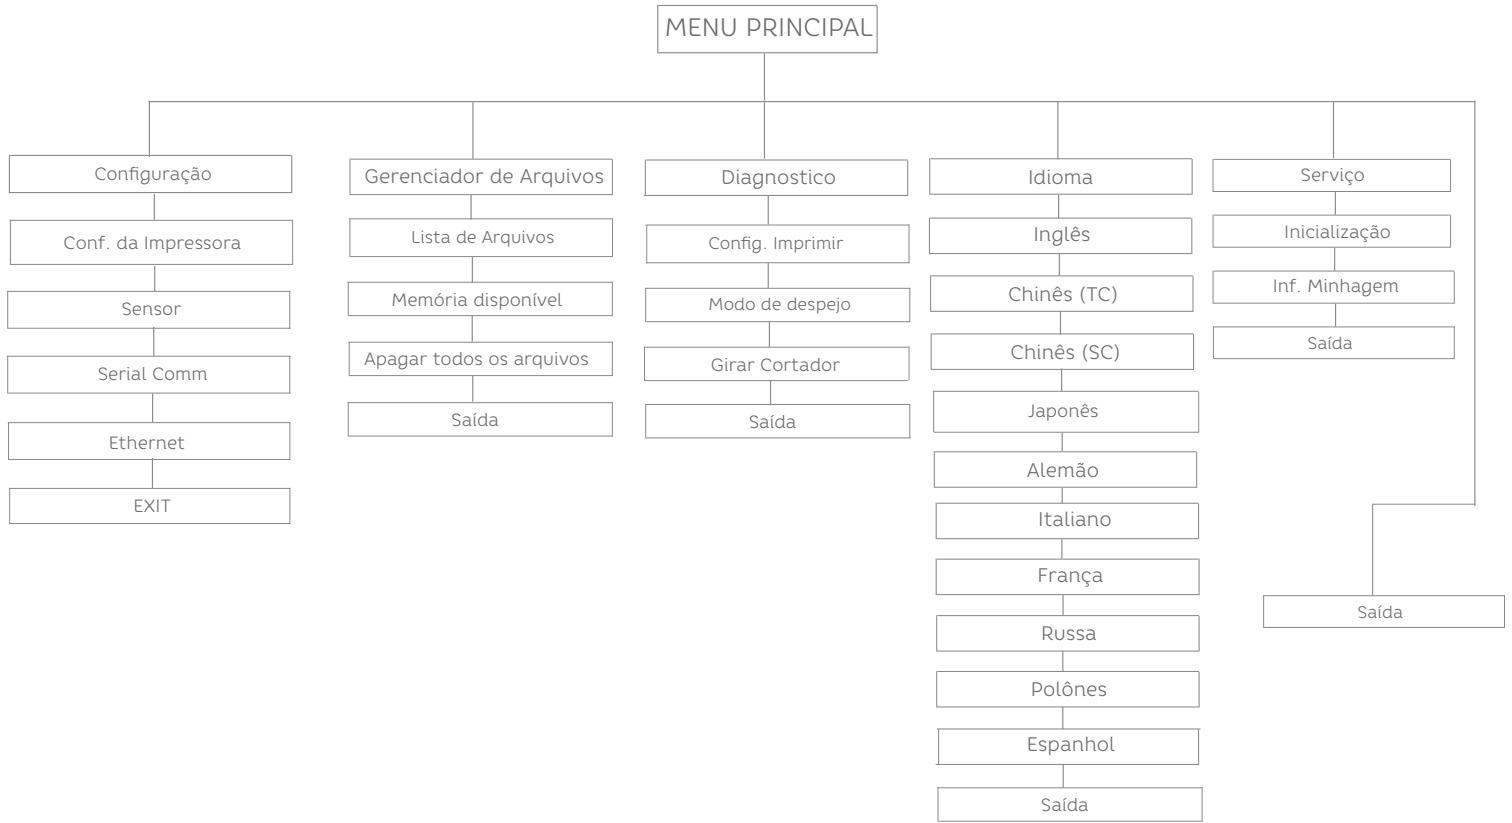 MENU PRINCIPAL
Configuração
Conf. da Impressora
Sensor
Serial Comm
Ethernet
EXIT
Gerenciador de Arquivos
Lista de Arquivos
Memória disponível
Apagar todos os arquivos
Saída
Diagnostico
Config. Imprimir
Modo de despejo
Girar Cortador
Saída
Idioma
Inglês
Chinês (TC)
Chinês (SC)
Japonês
Alemão
Italiano
França
Russa
Polônes
Espanhol
Saída
Serviço
Inicialização
Inf. Minhagem
Saída
Saída